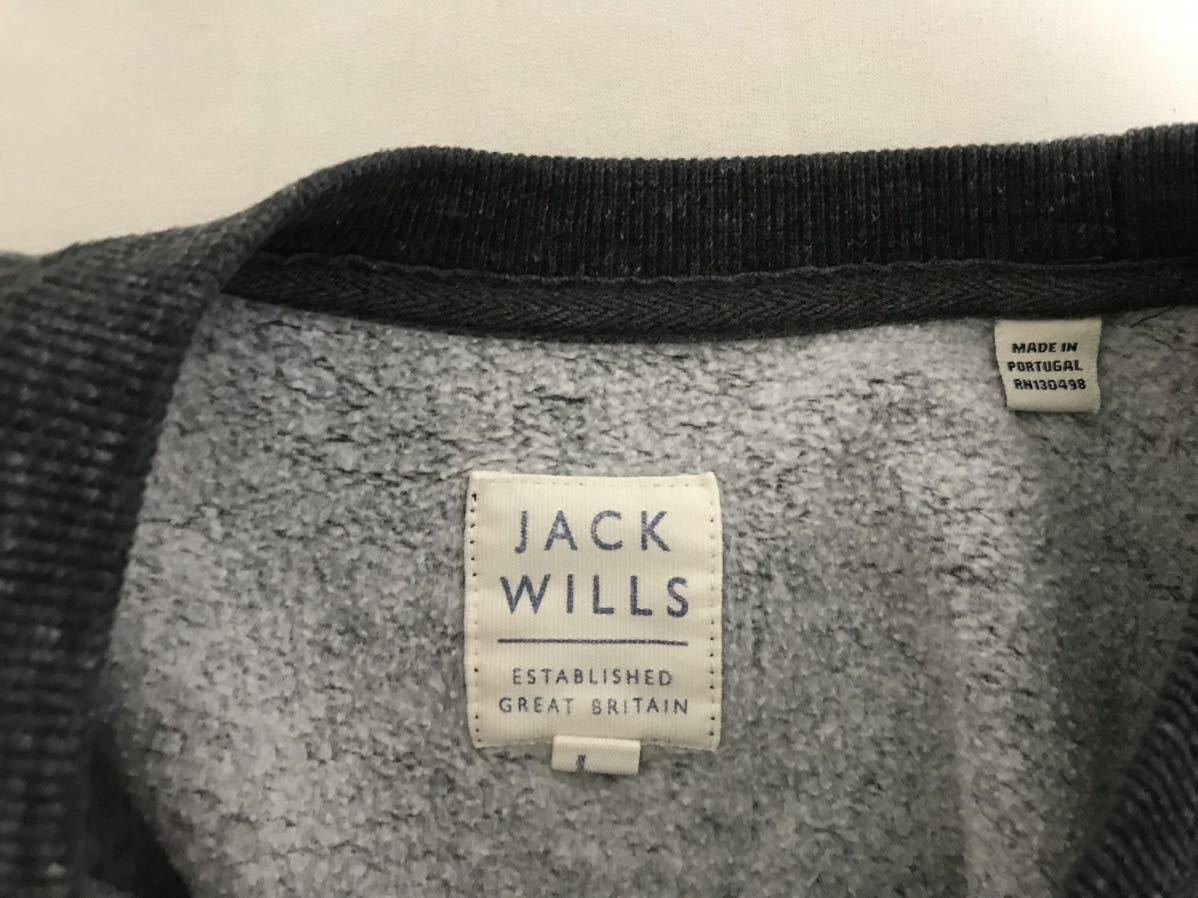 MADE IN
PORTUGAL
RN130498
JACK
WILLS
ESTABLISHED
GREAT BRITAIN